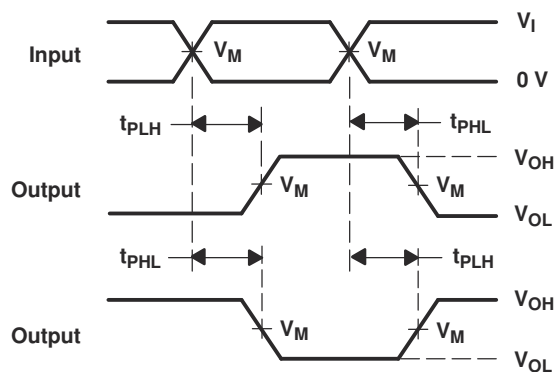 V_I
Input V_M V_M
0 V
t_PLH t_PHL
V_OH
Output V_M V_M
V_OL
t_PHL t_PLH
V_OH
Output V_M V_M
V_OL